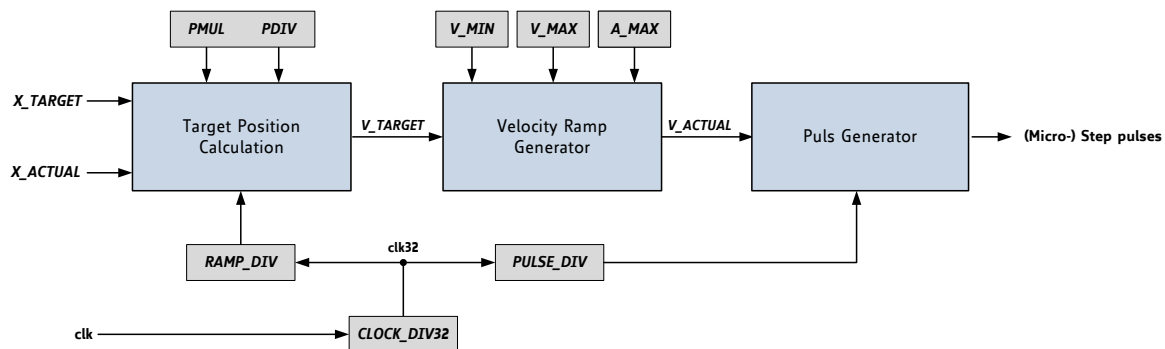 PMUL PDIV
V_MIN
V_MAX
A_MAX
X_TARGET
X_ACTUAL
Target Position
Calculation
V_TARGET
Velocity Ramp
Generator
V_ACTUAL
Puls Generator
(Micro-) Step pulses
RAMP_DIV
clk32
PULSE_DIV
clk
CLOCK_DIV32